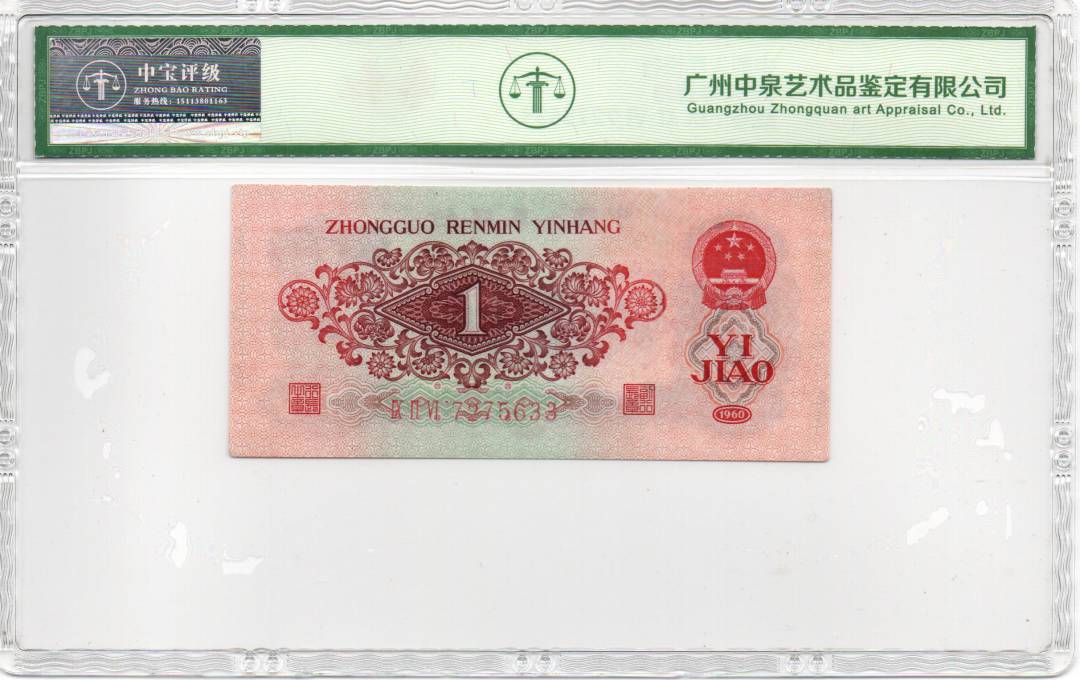 中宝评级
ZHONG BAO RATING
服务热线：15113801163
广州中泉艺术品鉴定有限公司
Guangzhou Zhongquan art Appraisal Co., Ltd.
ZHONGGUO RENMIN YINHANG
1
YI
JIAO
7275633
1960